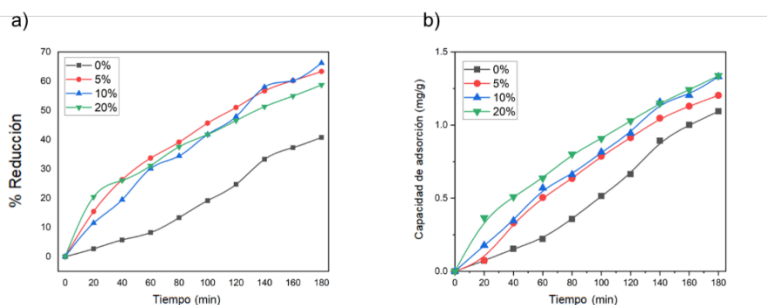 a)
% Reducción
70
60
50
40
30
20
10
0
0%
5%
10%
20%
0 20 40 60 80 100 120 140 160 180
Tiempo (min)
b)
Capacidad de adsorción (mg/g)
1.5
1.0
0.5
0.0
0%
5%
10%
20%
0 20 40 60 80 100 120 140 160 180
Tiempo (min)